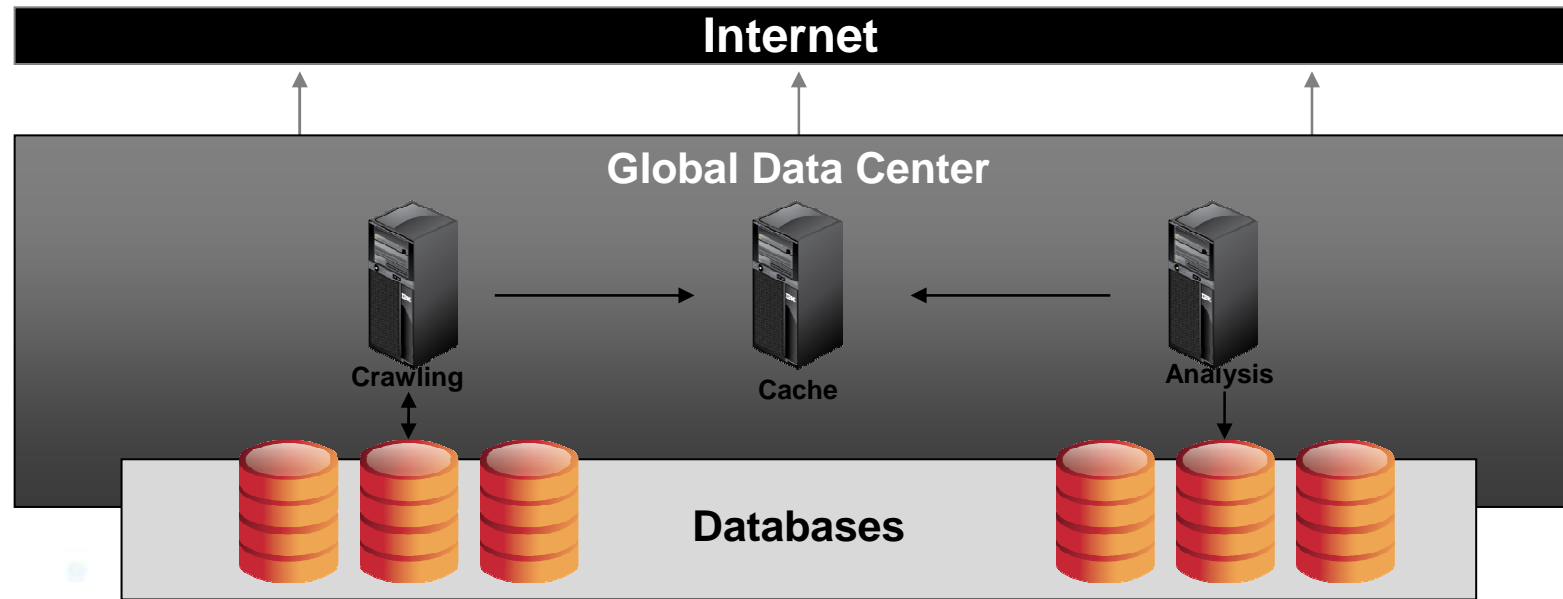 Internet
Global Data Center
Crawling
Cache
Analysis
Databases